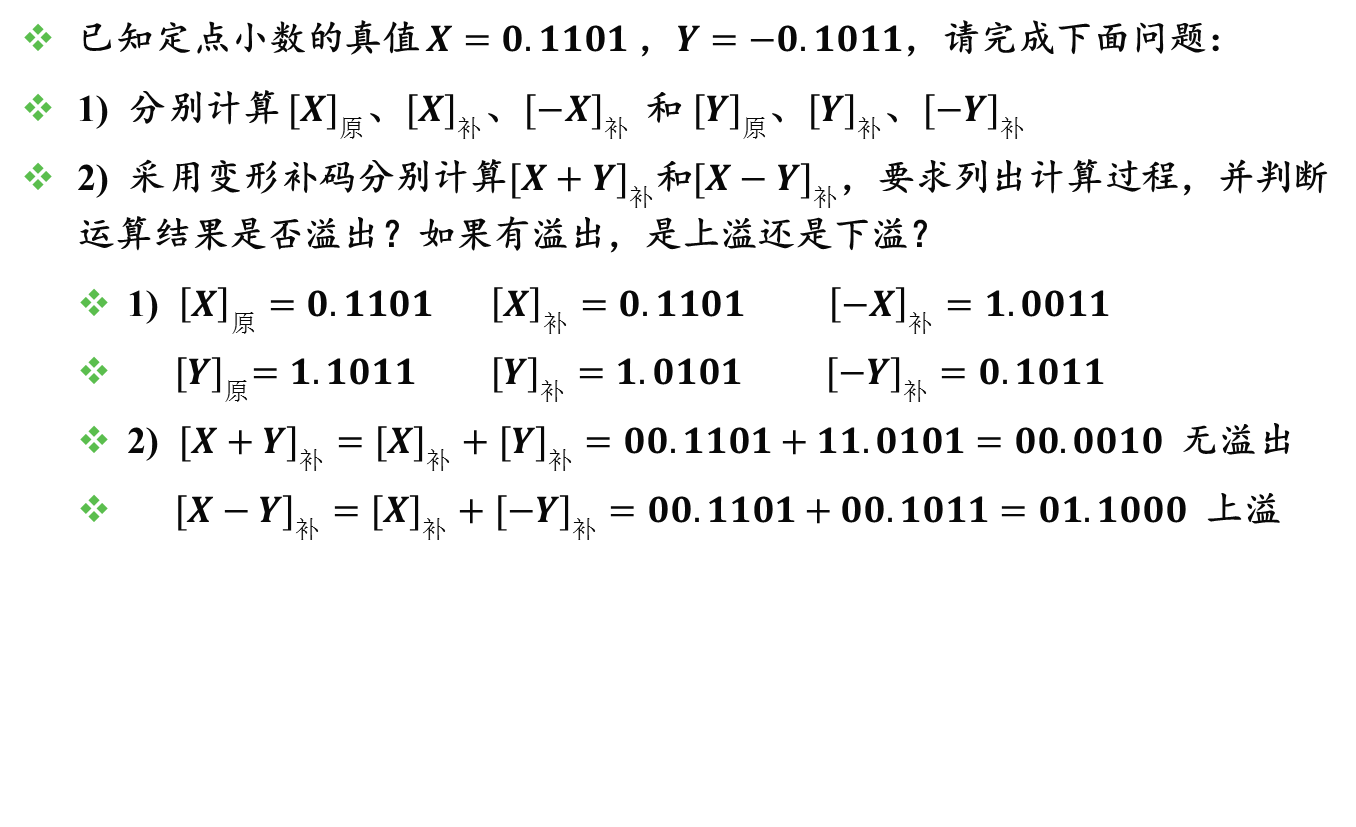 ❖ 已知定点小数的真值 X = 0.1101 , Y = −0.1011, 请完成下面问题:
❖ 1) 分别计算 [X]原、[X]补、[−X]补 和 [Y]原、[Y]补、[−Y]补
❖ 2) 采用变形补码分别计算[X + Y]补和[X − Y]补, 要求列出计算过程, 并判断
运算结果是否溢出? 如果有溢出, 是上溢还是下溢?
❖ 1) [X]原 = 0.1101 [X]补 = 0.1101 [−X]补 = 1.0011
❖ [Y]原= 1.1011 [Y]补 = 1.0101 [−Y]补 = 0.1011
❖ 2) [X + Y]补 = [X]补 + [Y]补 = 00.1101 + 11.0101 = 00.0010 无溢出
❖ [X − Y]补 = [X]补 + [−Y]补 = 00.1101 + 00.1011 = 01.1000 上溢